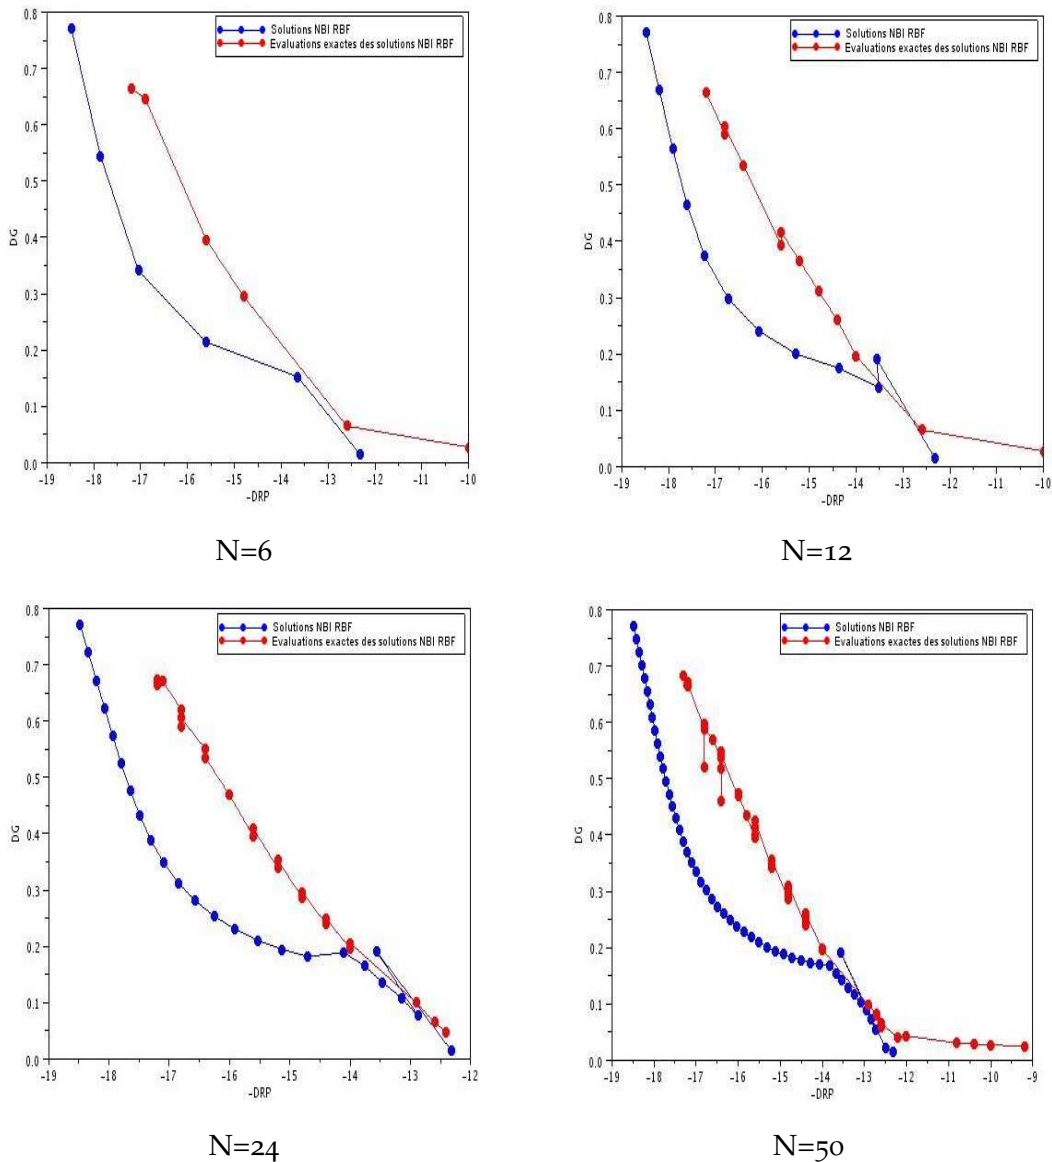 Solutions NBI RBF
Evaluations exactes des solutions NBI RBF
0.8
0.7
0.6
0.5
0.4
0.3
0.2
0.1
0.0
DG
-19 -18 -17 -16 -15 -14 -13 -12 -11 -10
-DRP
N=6
Solutions NBI RBF
Evaluations exactes des solutions NBI RBF
0.8
0.7
0.6
0.5
0.4
0.3
0.2
0.1
0.0
DG
-19 -18 -17 -16 -15 -14 -13 -12 -11 -10
-DRP
N=12
Solutions NBI RBF
Evaluations exactes des solutions NBI RBF
0.8
0.7
0.6
0.5
0.4
0.3
0.2
0.1
0.0
DG
-19 -18 -17 -16 -15 -14 -13 -12
-DRP
N=24
Solutions NBI RBF
Evaluations exactes des solutions NBI RBF
0.8
0.7
0.6
0.5
0.4
0.3
0.2
0.1
0.0
DG
-19 -18 -17 -16 -15 -14 -13 -12 -11 -10 -9
-DRP
N=50